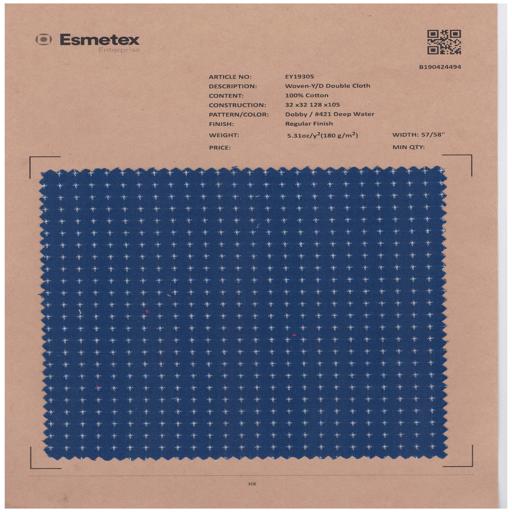 Esmetex
Enterprise
B190424494
ARTICLE NO: EY1930S
DESCRIPTION: Woven-Y/D Double Cloth
CONTENT: 100% Cotton
CONSTRUCTION: 32 x32 128 x105
PATTERN/COLOR: Dobby / #421 Deep Water
FINISH: Regular Finish
WEIGHT: 5.31oz/y²(180 g/m²) WIDTH: 57/58"
PRICE: MIN QTY: